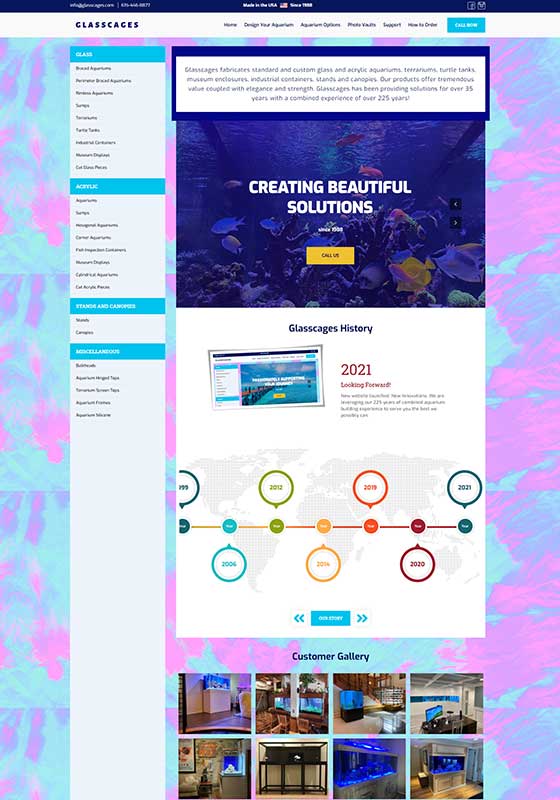 info@glasscages.com | 615-446-8877
Made in the USA Since 1988
GLASSCAGES
Home Design Your Aquarium Aquarium Options Photo Vaults Support How to Order CALL NOW
GLASS
Braced Aquariums
Perimeter Braced Aquariums
Rimless Aquariums
Sumps
Terrariums
Turtle Tanks
Industrial Containers
Museum Displays
Cut Glass Pieces
ACRYLIC
Aquariums
Sumps
Hexagonal Aquariums
Corner Aquariums
Fish Inspection Containers
Museum Displays
Cylindrical Aquariums
Cut Acrylic Pieces
STANDS AND CANOPIES
Stands
Canopies
MISCELLANEOUS
Bulkheads
Aquarium Hinged Tops
Terrarium Screen Tops
Aquarium Frames
Aquarium Silicone
Glasscages fabricates standard and custom glass and acrylic aquariums, terrariums, turtle tanks,
museum enclosures, industrial containers, stands and canopies. Our products offer tremendous
value coupled with elegance and strength. Glasscages has been providing solutions for over 35
years with a combined experience of over 225 years!
CREATING BEAUTIFUL
SOLUTIONS
since 1988
CALL US
Glasscages History
PASSIONATELY SUPPORTING
YOUR JOURNEY
2021
Looking Forward!
New website launched. New Innovations. We are
leveraging our 225 years of combined aquarium
building experience to serve you the best we
possibly can.
199 2012 2019 2021
Year Year Year Year Year Year
2006 2014 2020
OUR STORY
Customer Gallery